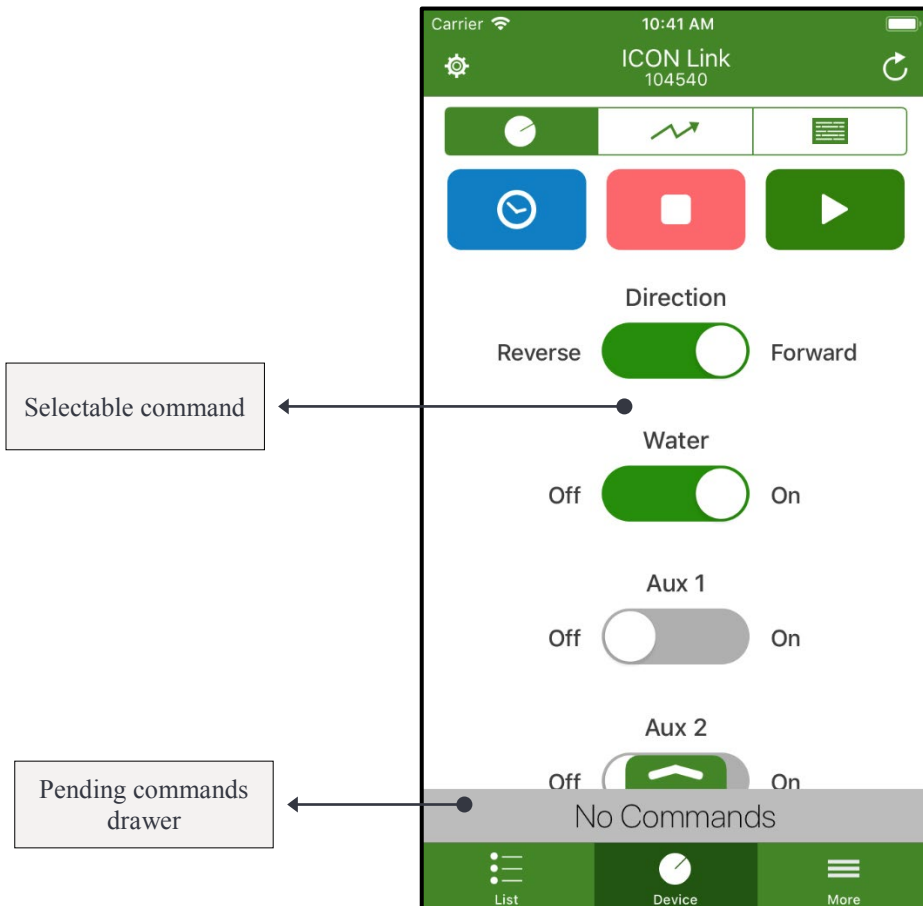 Carrier 10:41 AM
ICON Link
104540
Direction
Reverse Forward
Selectable command
Water
Off On
Aux 1
Off On
Aux 2
Off On
Pending commands
drawer
No Commands
List Device More